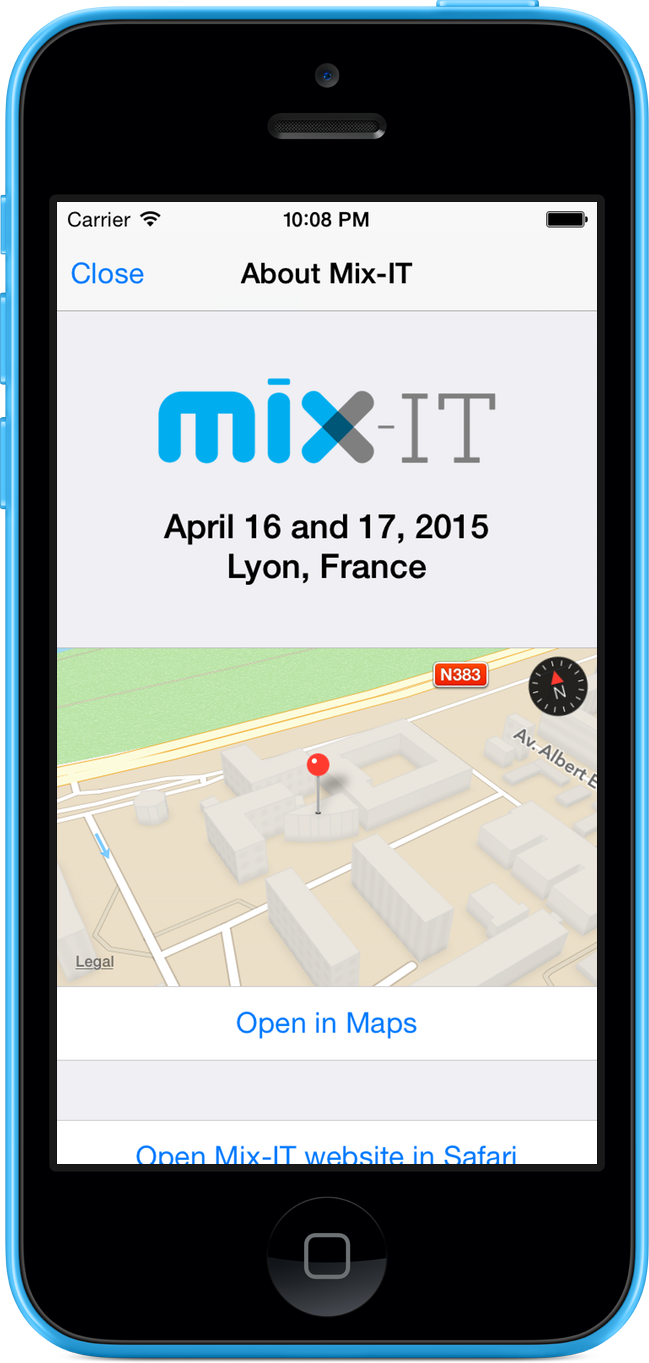 Carrier 10:08 PM
Close About Mix-IT
mix-IT
April 16 and 17, 2015
Lyon, France
N383
N
Av. Albert E
Legal
Open in Maps
Open Mix-IT website in Safari